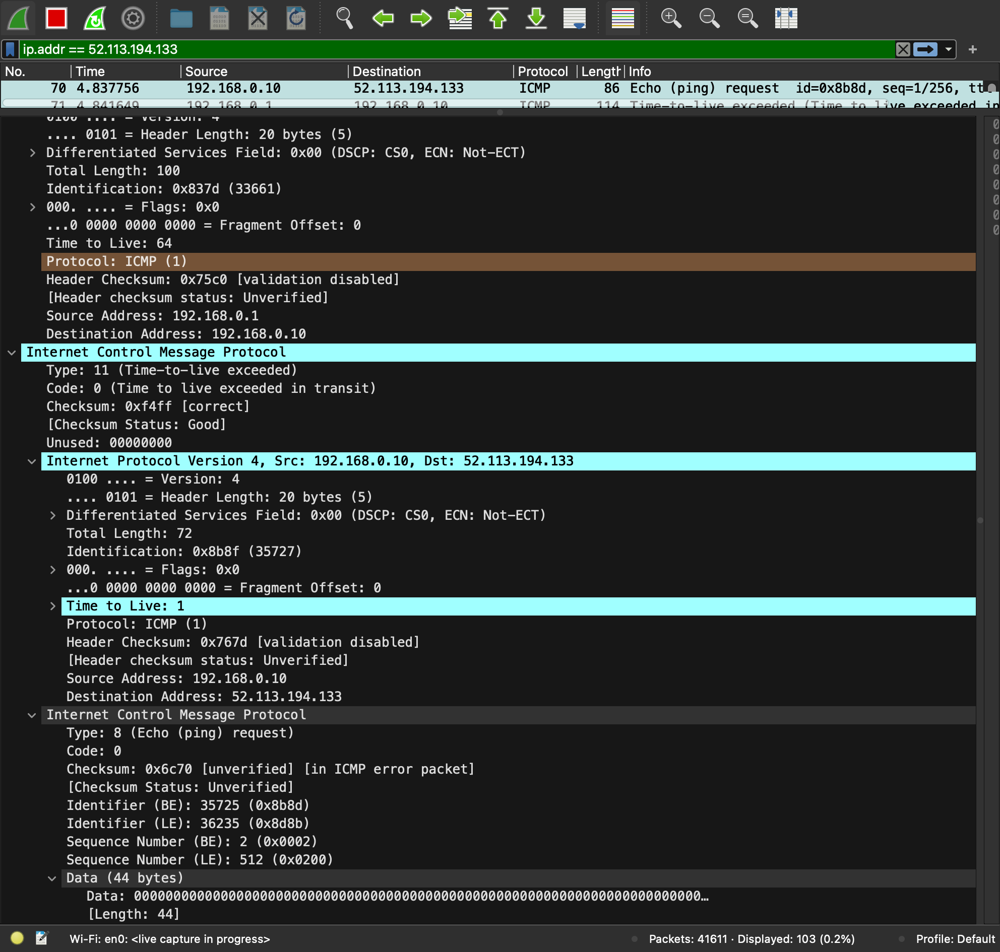 ip.addr == 52.113.194.133
No. Time Source Destination Protocol Length Info
70 4.837756 192.168.0.10 52.113.194.133 ICMP 86 Echo (ping) request id=0x8b8d, seq=1/256, ttl
71 4.841649 192.168.0.1 192.168.0.10 ICMP 114 Time-to-live exceeded (Time to live exceeded in
0100 .... = Version: 4
.... 0101 = Header Length: 20 bytes (5)
Differentiated Services Field: 0x00 (DSCP: CS0, ECN: Not-ECT)
Total Length: 100
Identification: 0x837d (33661)
000. .... = Flags: 0x0
...0 0000 0000 0000 = Fragment Offset: 0
Time to Live: 64
Protocol: ICMP (1)
Header Checksum: 0x75c0 [validation disabled]
[Header checksum status: Unverified]
Source Address: 192.168.0.1
Destination Address: 192.168.0.10
Internet Control Message Protocol
Type: 11 (Time-to-live exceeded)
Code: 0 (Time to live exceeded in transit)
Checksum: 0xf4ff [correct]
[Checksum Status: Good]
Unused: 00000000
Internet Protocol Version 4, Src: 192.168.0.10, Dst: 52.113.194.133
0100 .... = Version: 4
.... 0101 = Header Length: 20 bytes (5)
Differentiated Services Field: 0x00 (DSCP: CS0, ECN: Not-ECT)
Total Length: 72
Identification: 0x8b8f (35727)
000. .... = Flags: 0x0
...0 0000 0000 0000 = Fragment Offset: 0
Time to Live: 1
Protocol: ICMP (1)
Header Checksum: 0x767d [validation disabled]
[Header checksum status: Unverified]
Source Address: 192.168.0.10
Destination Address: 52.113.194.133
Internet Control Message Protocol
Type: 8 (Echo (ping) request)
Code: 0
Checksum: 0x6c70 [unverified] [in ICMP error packet]
[Checksum Status: Unverified]
Identifier (BE): 35725 (0x8b8d)
Identifier (LE): 36235 (0x8d8b)
Sequence Number (BE): 2 (0x0002)
Sequence Number (LE): 512 (0x0200)
Data (44 bytes)
Data: 000000000000000000000000000000000000000000000000000000000000000000000000…
[Length: 44]
Wi-Fi: en0: <live capture in progress> Packets: 41611 · Displayed: 103 (0.2%) Profile: Default